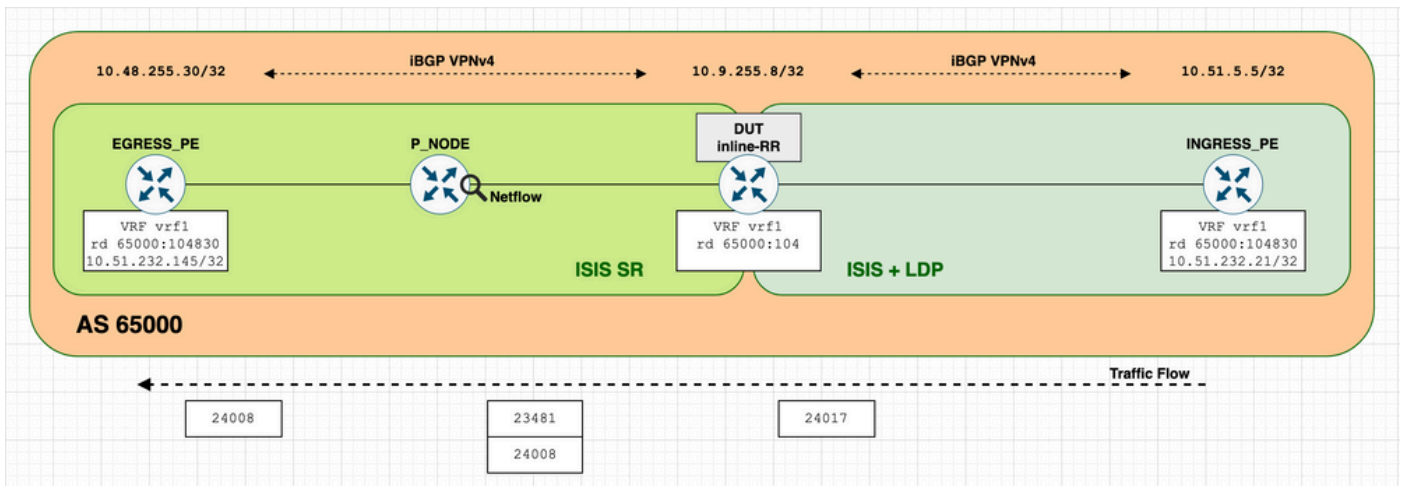 10.48.255.30/32
iBGP VPNv4
10.9.255.8/32
iBGP VPNv4
10.51.5.5/32
EGRESS_PE
P_NODE
DUT
inline-RR
INGRESS_PE
Netflow
VRF vrf1
rd 65000:104830
10.51.232.145/32
VRF vrf1
rd 65000:104
VRF vrf1
rd 65000:104830
10.51.232.21/32
ISIS SR
ISIS + LDP
AS 65000
Traffic Flow
24008
23481
24008
24017